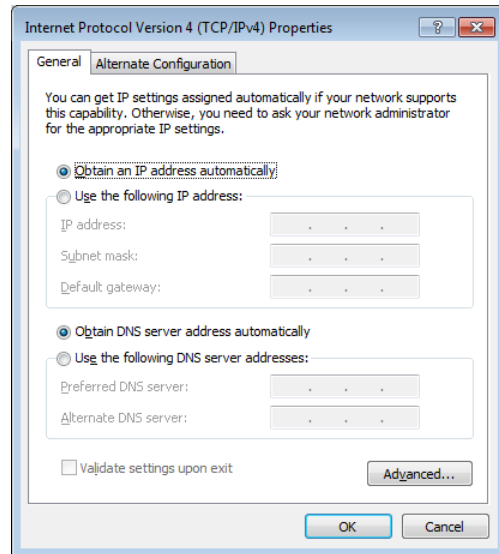 Internet Protocol Version 4 (TCP/IPv4) Properties
General
Alternate Configuration
You can get IP settings assigned automatically if your network supports
this capability. Otherwise, you need to ask your network administrator
for the appropriate IP settings.
Obtain an IP address automatically
Use the following IP address:
IP address:
Subnet mask:
Default gateway:
Obtain DNS server address automatically
Use the following DNS server addresses:
Preferred DNS server:
Alternate DNS server:
Validate settings upon exit
Advanced...
OK
Cancel